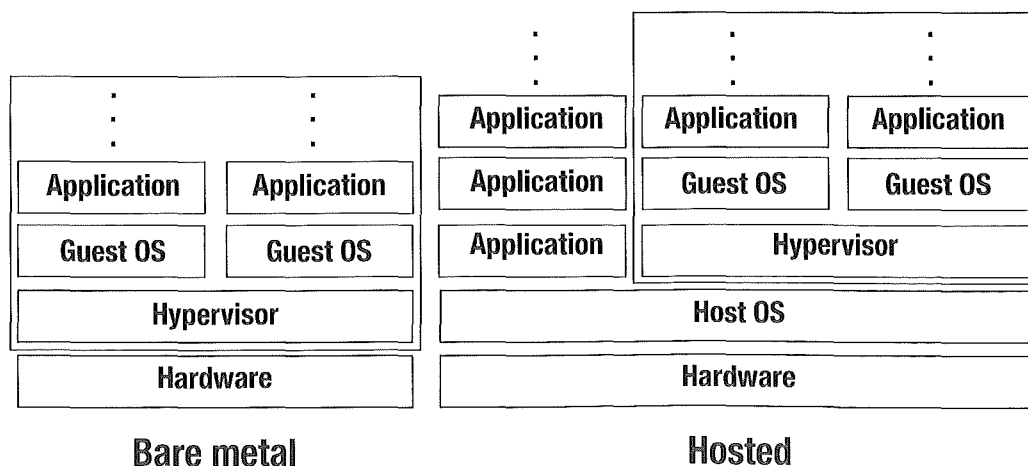 Application Application
Guest OS Guest OS
Hypervisor
Hardware
Bare metal
Application Application Application
Application Guest OS Guest OS
Application Hypervisor
Host OS
Hardware
Hosted